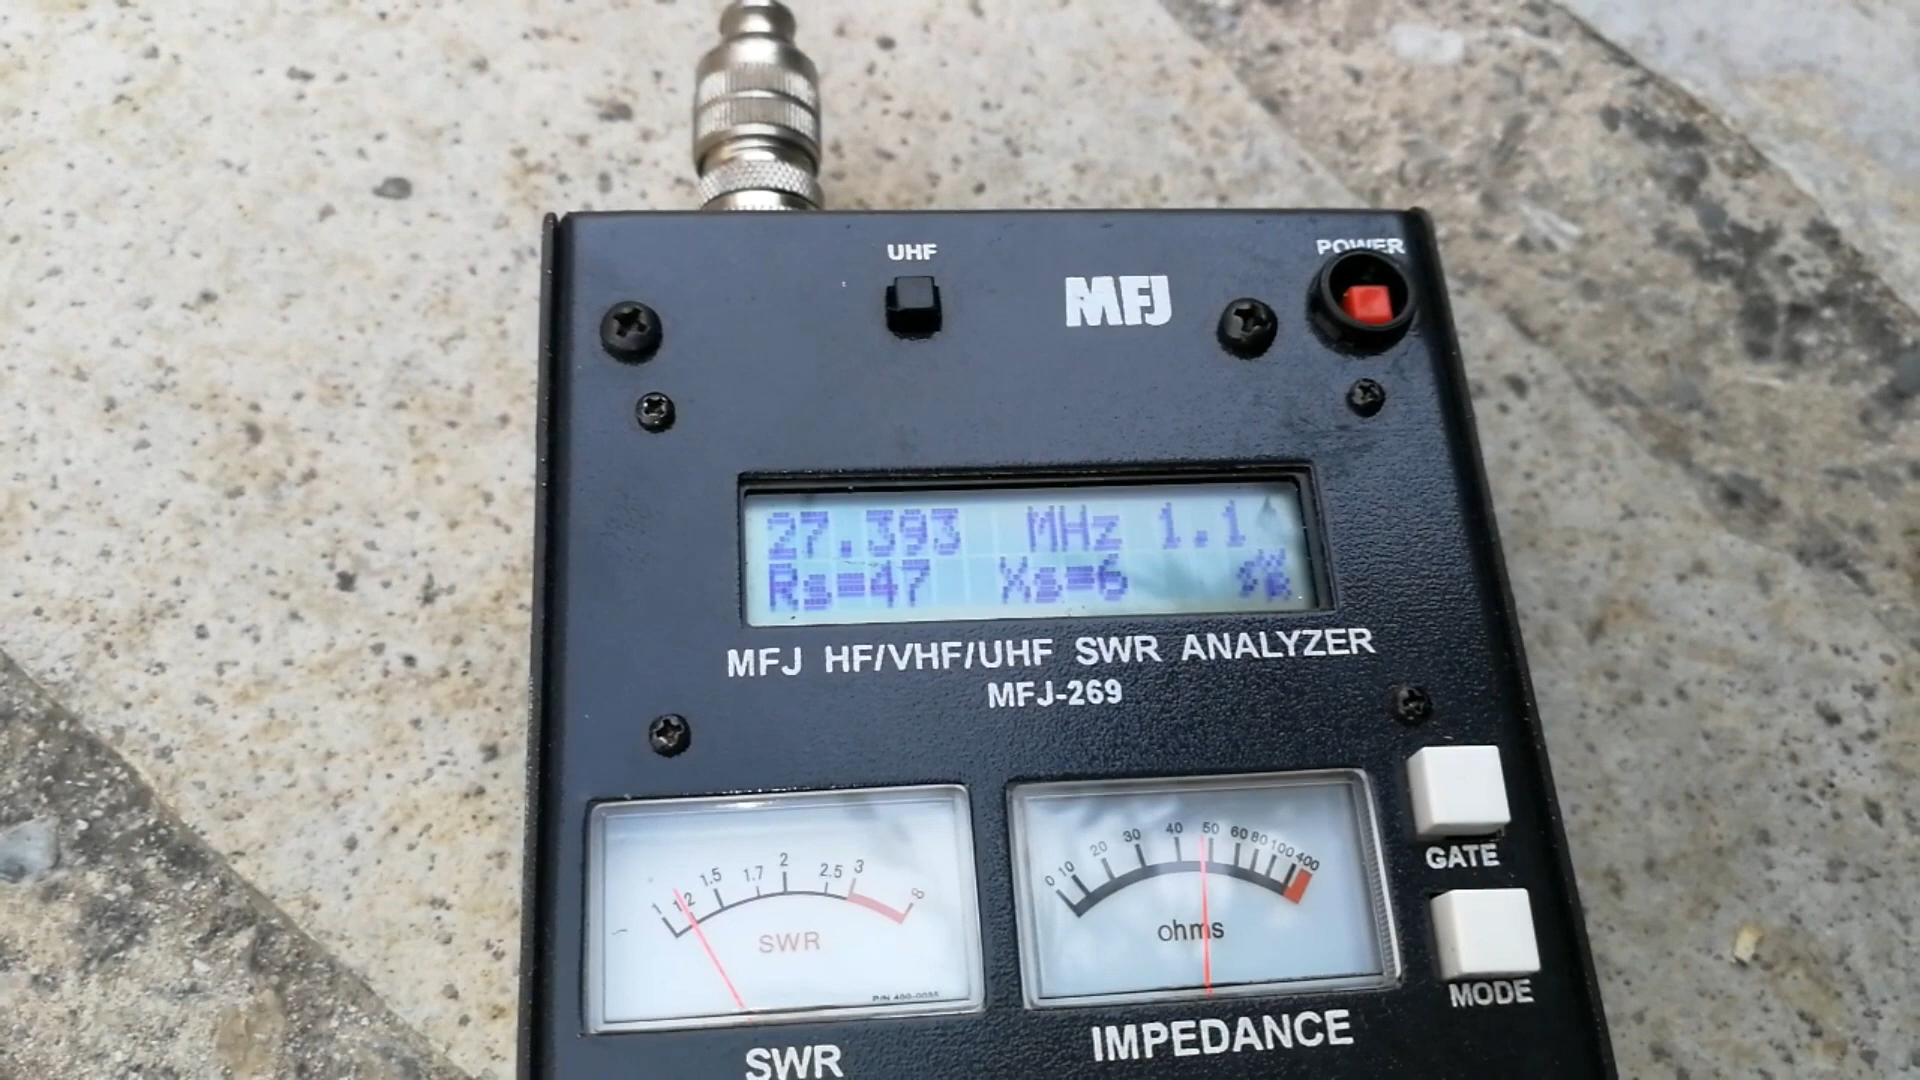 UHF
MFJ
POWER
27.393 MHz 1.1
Rs=47 Xs=6
MFJ HF/VHF/UHF SWR ANALYZER
MFJ-269
1 1.2 1.5 1.7 2 2.5 3
SWR
0 10 20 30 40 50 60 80 100 400
ohms
GATE
MODE
SWR
IMPEDANCE